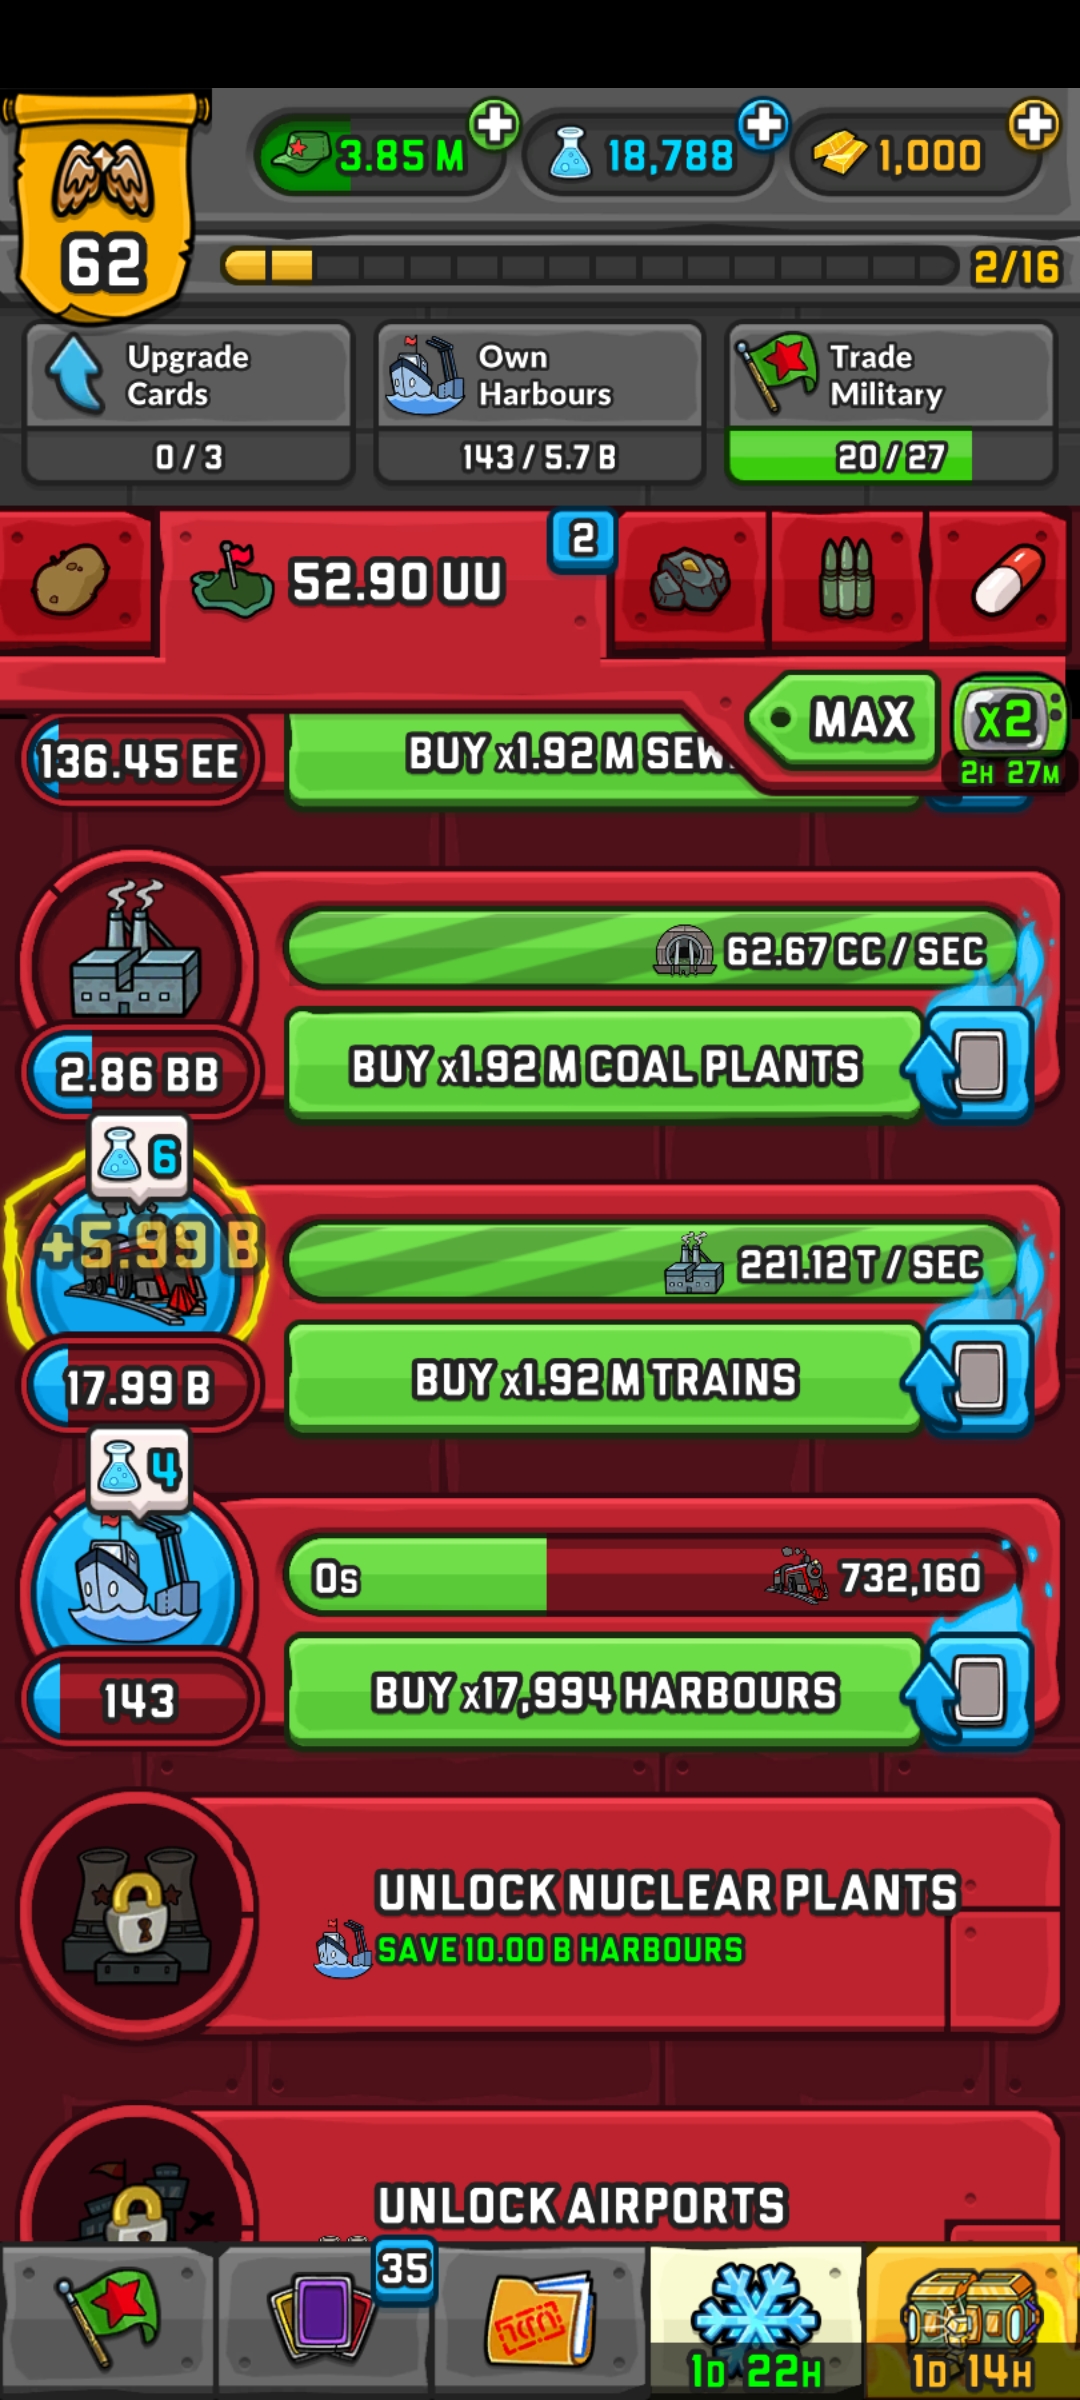 3.85 M
18,788
1,000
62
2/16
Upgrade
Cards
0 / 3
Own
Harbours
143 / 5.7 B
Trade
Military
20 / 27
52.90 UU
2
MAX
x2
2H 27M
136.45 EE
BUY x1.92 M SEW
62.67 CC / SEC
BUY x1.92 M COAL PLANTS
2.86 BB
6
+5.99 B
221.12 T / SEC
BUY x1.92 M TRAINS
17.99 B
4
0s
732,160
BUY x17,994 HARBOURS
143
UNLOCK NUCLEAR PLANTS
SAVE 10.00 B HARBOURS
UNLOCK AIRPORTS
35
1D 22H
1D 14H